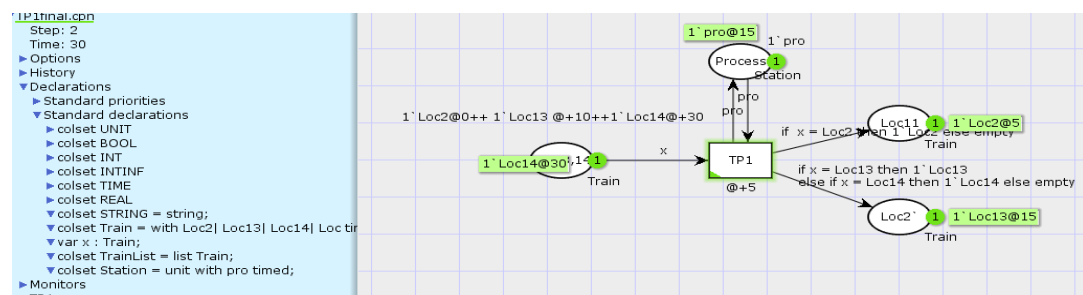 TP1final.cpn
Step: 2
Time: 30
Options
History
Declarations
Standard priorities
Standard declarations
colset UNIT
colset BOOL
colset INT
colset INTINF
colset TIME
colset REAL
colset STRING = string;
colset Train = with Loc2| Loc13| Loc14| Loc tir
var x : Train;
colset TrainList = list Train;
colset Station = unit with pro timed;
Monitors
1`pro@15
1`pro
Process
1
Station
pro
pro
1`Loc2@0++ 1`Loc13 @+10++1`Loc14@+30
1`Loc14@30
,14
1
Train
x
TP1
@+5
if x = Loc2 then 1`Loc2 else empty
Loc11
1
1`Loc2@5
Train
if x = Loc13 then 1`Loc13
else if x = Loc14 then 1`Loc14 else empty
Loc2`
1
1`Loc13@15
Train